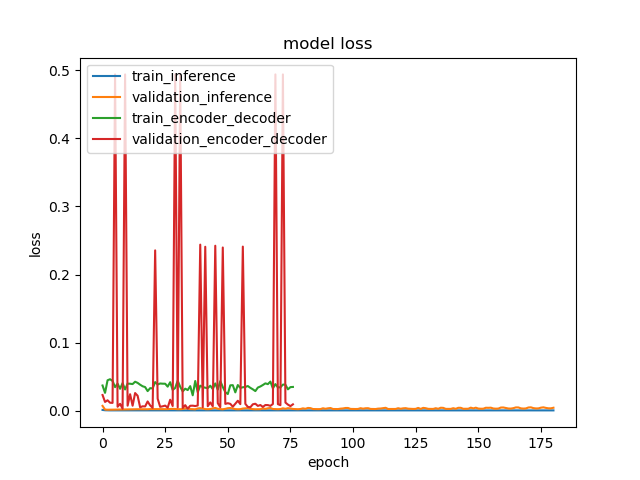 model loss
train_inference
validation_inference
train_encoder_decoder
validation_encoder_decoder
loss
0.5
0.4
0.3
0.2
0.1
0.0
0 25 50 75 100 125 150 175
epoch